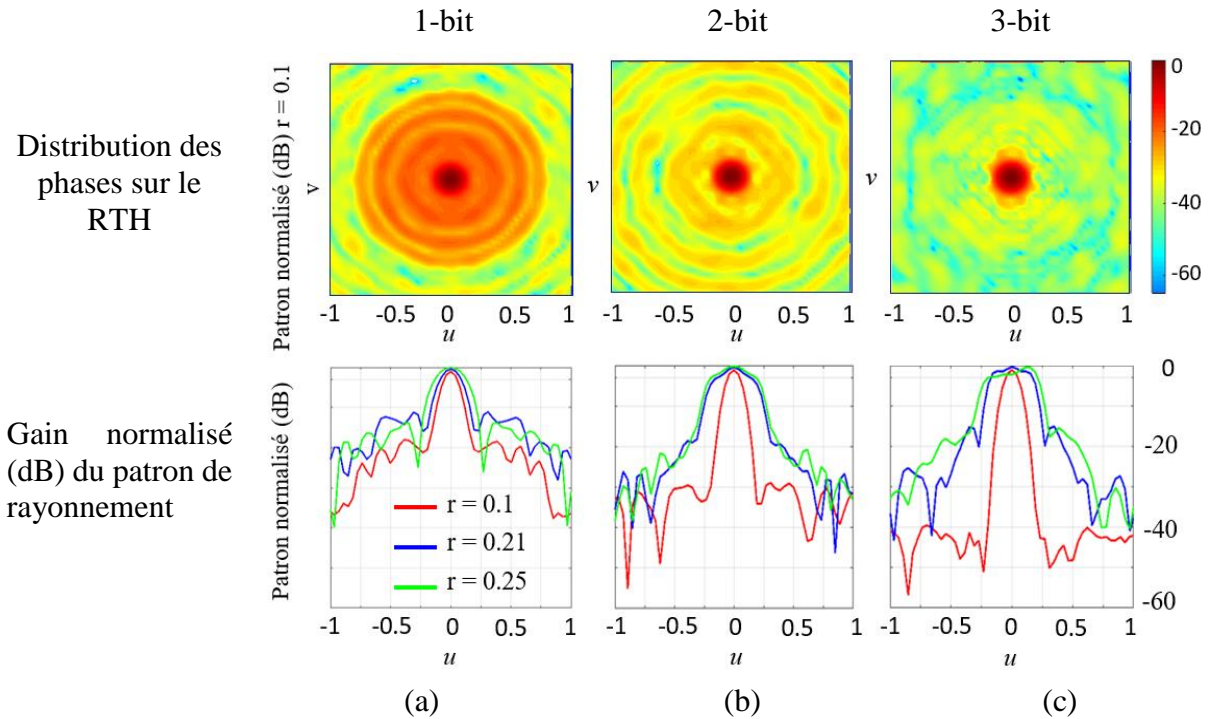 1-bit 2-bit 3-bit
Distribution des
phases sur le
RTH
Patron normalisé (dB) r = 0.1
v
v
v
0
-20
-40
-60
-1 -0.5 0 0.5 1
u
-1 -0.5 0 0.5 1
u
-1 -0.5 0 0.5 1
u
Gain normalisé
(dB) du patron de
rayonnement
Patron normalisé (dB)
r = 0.1
r = 0.21
r = 0.25
-1 -0.5 0 0.5 1
u
Patron normalisé (dB)
-1 -0.5 0 0.5 1
u
0
-20
-40
-60
-1 -0.5 0 0.5 1
u
(a) (b) (c)